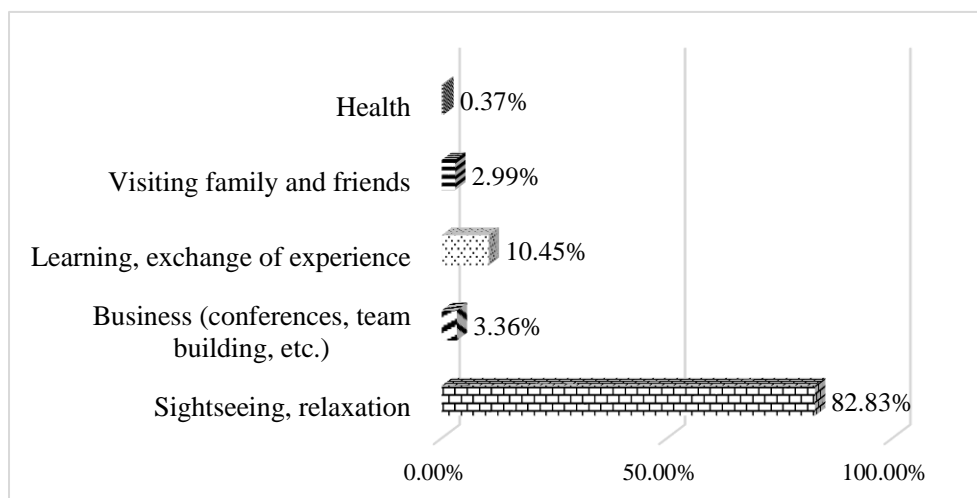 Health
0.37%
Visiting family and friends
2.99%
Learning, exchange of experience
10.45%
Business (conferences, team
building, etc.)
3.36%
Sightseeing, relaxation
82.83%
0.00%
50.00%
100.00%